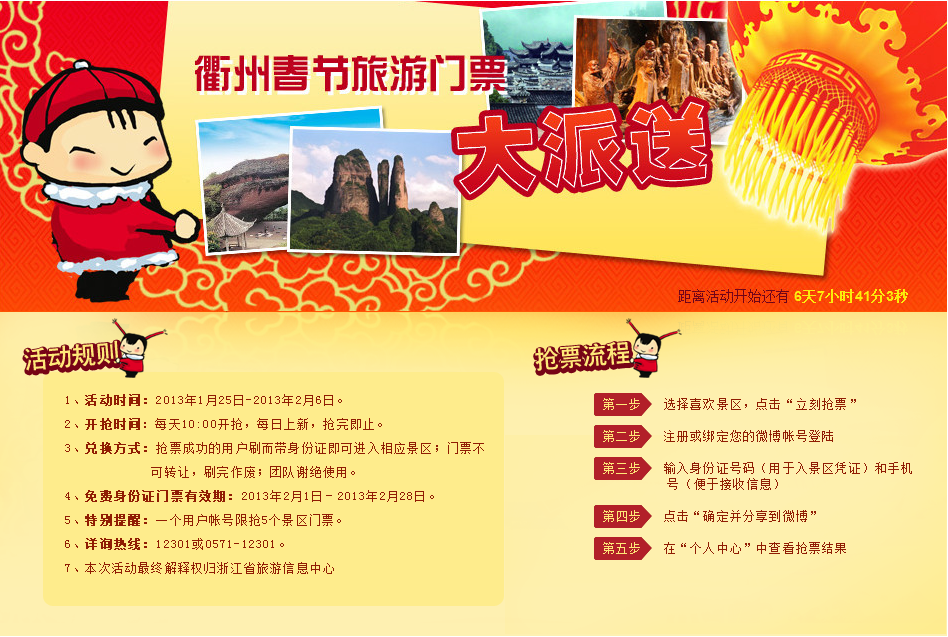 衢州春节旅游门票
大派送
距离活动开始还有 6天7小时41分3秒
活动规则
1、活动时间：2013年1月25日-2013年2月6日。
2、开抢时间：每天10:00开抢，每日上新，抢完即止。
3、兑换方式：抢票成功的用户刷而带身份证即可进入相应景区；门票不
可转让，刷完作废；团队谢绝使用。
4、免费身份证门票有效期：2013年2月1日－2013年2月28日。
5、特别提醒：一个用户帐号限抢5个景区门票。
6、详询热线：12301或0571-12301。
7、本次活动最终解释权归浙江省旅游信息中心
抢票流程
第一步 选择喜欢景区，点击“立刻抢票”
第二步 注册或绑定您的微博帐号登陆
第三步 输入身份证号码（用于入景区凭证）和手机
号（便于接收信息）
第四步 点击“确定并分享到微博”
第五步 在“个人中心”中查看抢票结果